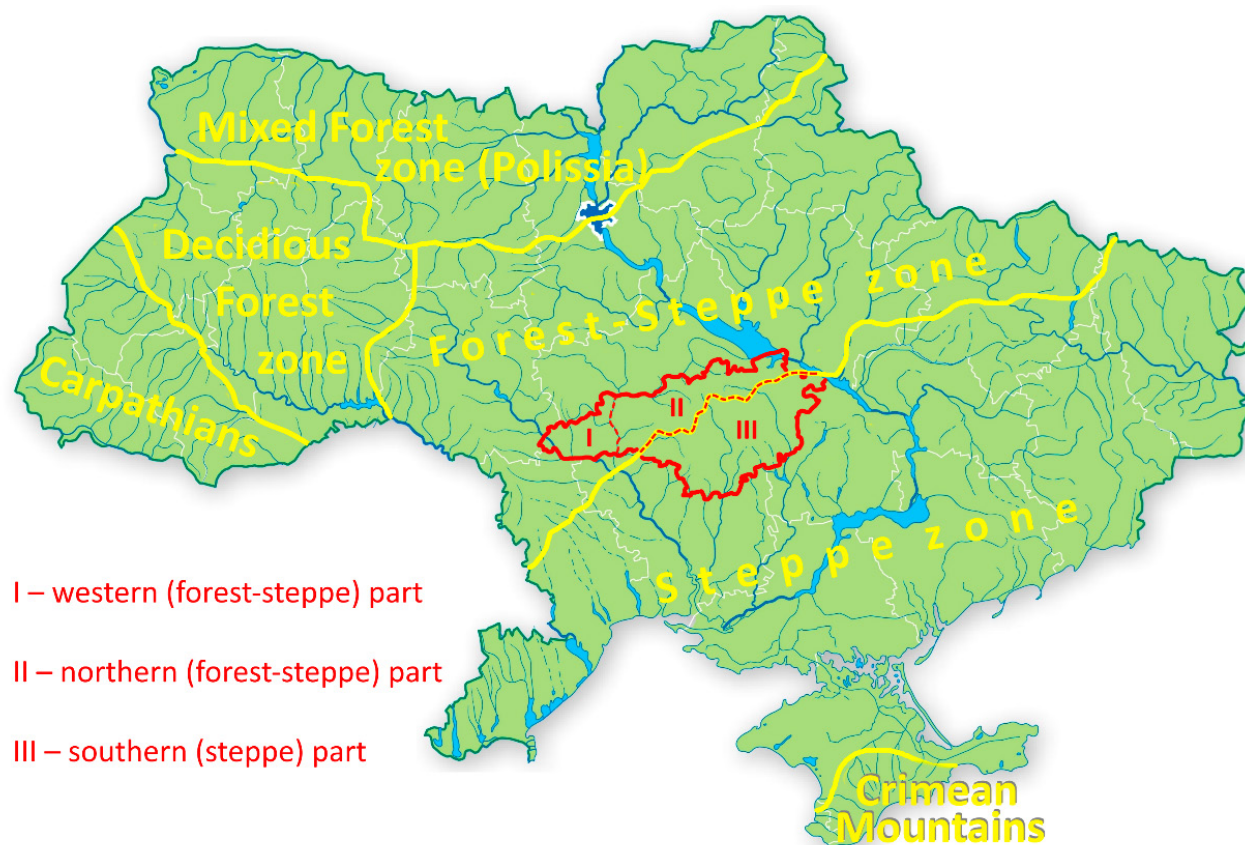 Mixed Forest
zone (Polissia)
Decidious
Forest
zone
Carpathians
Forest-Steppe zone
I
II
III
Steppe zone
I – western (forest-steppe) part
II – northern (forest-steppe) part
III – southern (steppe) part
Crimean
Mountains